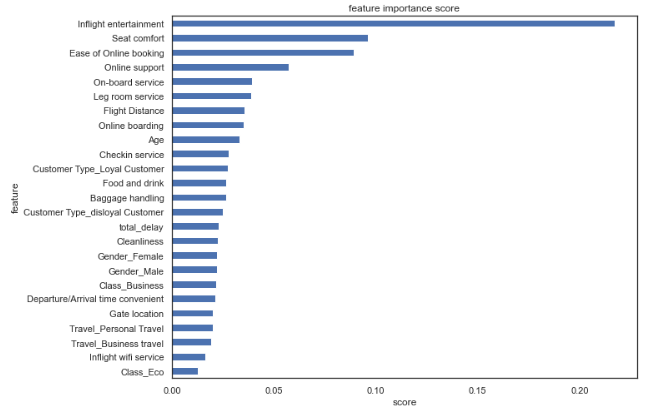 feature importance score
Inflight entertainment
Seat comfort
Ease of Online booking
Online support
On-board service
Leg room service
Flight Distance
Online boarding
Age
Checkin service
Customer Type_Loyal Customer
Food and drink
Baggage handling
Customer Type_disloyal Customer
total_delay
Cleanliness
Gender_Female
Gender_Male
Class_Business
Departure/Arrival time convenient
Gate location
Travel_Personal Travel
Travel_Business travel
Inflight wifi service
Class_Eco
feature
0.00 0.05 0.10 0.15 0.20
score